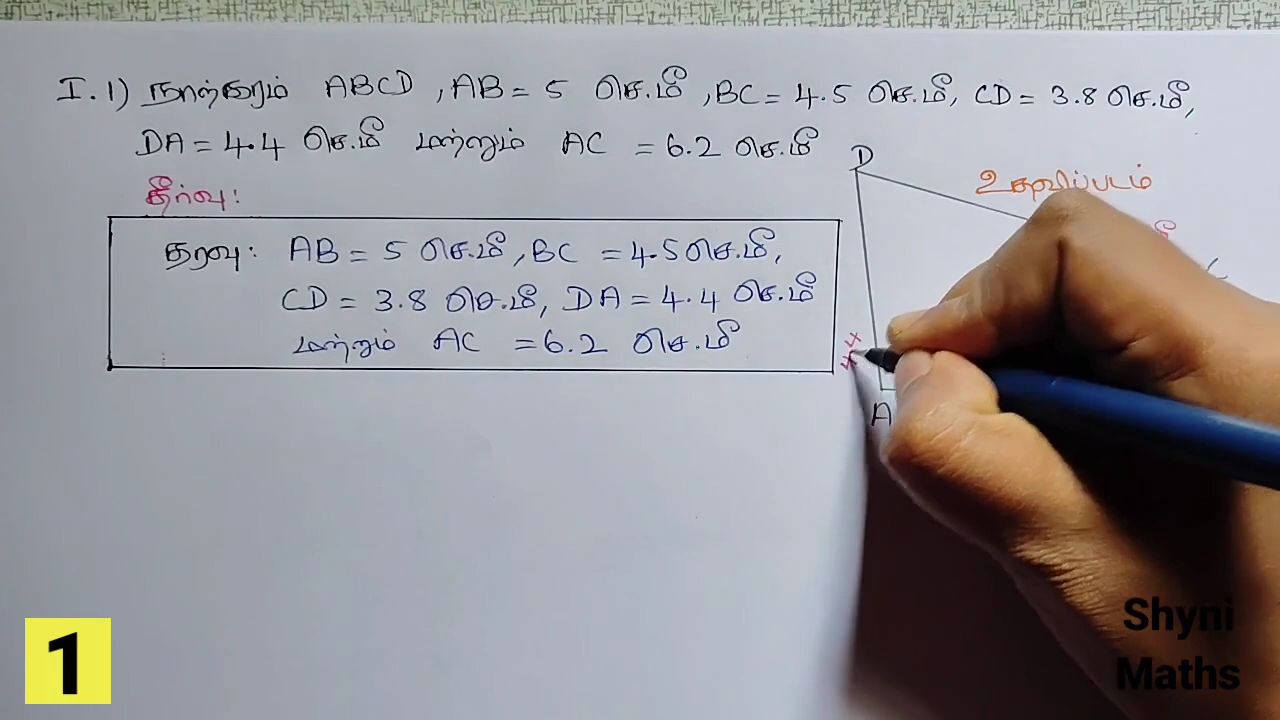 I. 1) நாற்கரம் ABCD , AB = 5 செ.மீ , BC = 4.5 செ.மீ, CD = 3.8 செ.மீ,
DA = 4.4 செ.மீ மற்றும் AC = 6.2 செ.மீ
D
உதவிப்படம்
தீர்வு:
தரவு: AB = 5 செ.மீ, BC = 4.5 செ.மீ,
CD = 3.8 செ.மீ, DA = 4.4 செ.மீ
மற்றும் AC = 6.2 செ.மீ
A
1
Shyni
Maths